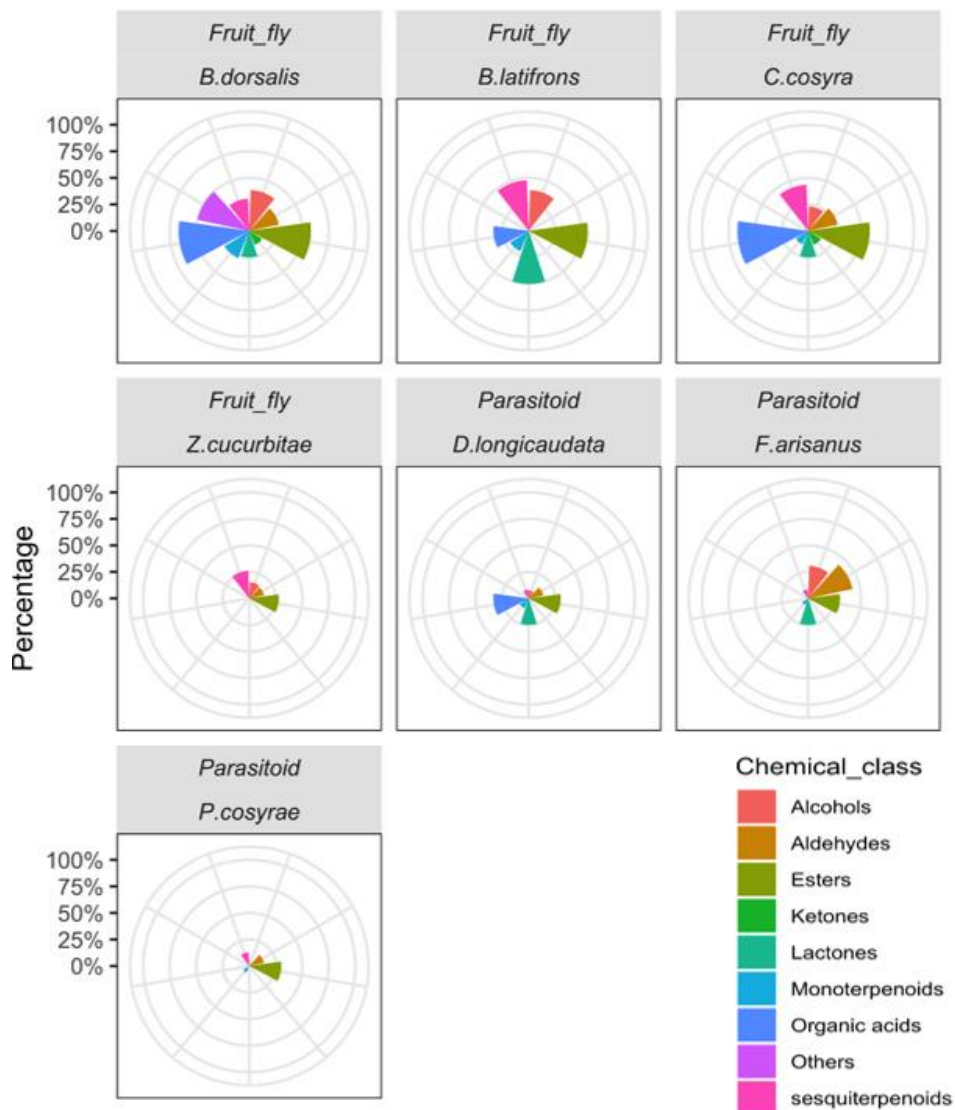 Fruit_fly
B.dorsalis
Fruit_fly
B.latifrons
Fruit_fly
C.cosyra
100%
75%
50%
25%
0%
Fruit_fly
Z.cucurbitae
Parasitoid
D.longicaudata
Parasitoid
F.arisanus
100%
75%
50%
25%
0%
Percentage
Parasitoid
P.cosyrae
100%
75%
50%
25%
0%
Chemical_class
Alcohols
Aldehydes
Esters
Ketones
Lactones
Monoterpenoids
Organic acids
Others
sesquiterpenoids